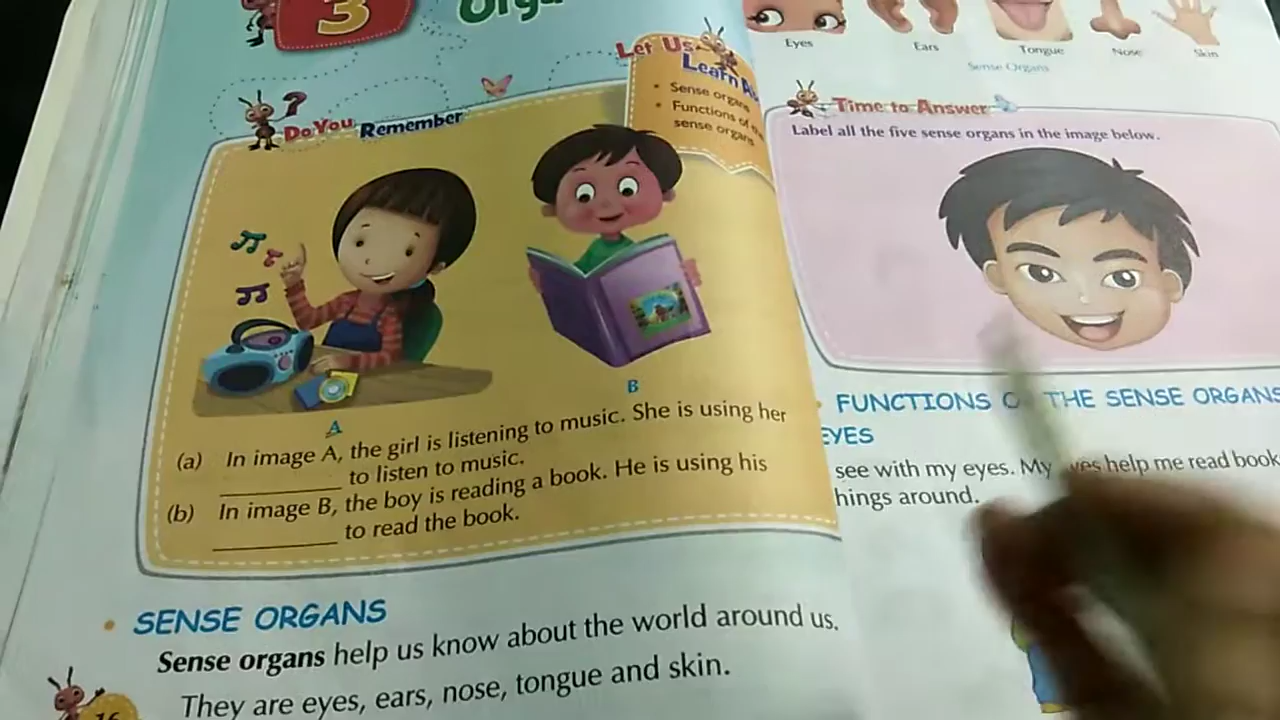 3
Let Us
Learn
• Sense organs
• Functions of
sense organs
? Do You Remember
A
B
(a) In image A, the girl is listening to music. She is using her
__________ to listen to music.
(b) In image B, the boy is reading a book. He is using his
__________ to read the book.
• SENSE ORGANS
Sense organs help us know about the world around us.
They are eyes, ears, nose, tongue and skin.
16
Eyes
Ears
Tongue
Nose
Skin
Sense Organs
Time to Answer
Label all the five sense organs in the image below.
FUNCTIONS THE SENSE ORGANS
EYES
see with my eyes. My help me read book
around.